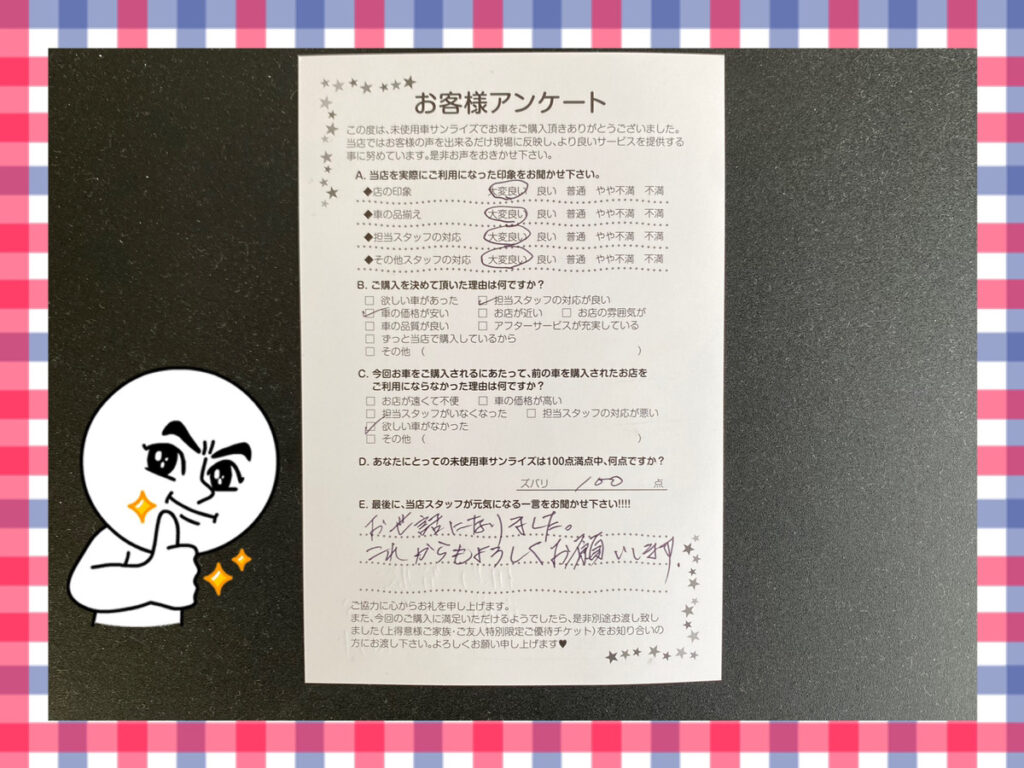 お客様アンケート
この度は、未使用車サンライズでお車をご購入頂きありがとうございました。
当店ではお客様の声を出来るだけ現場に反映し、より良いサービスを提供する
事に努めています。是非お声をおきかせ下さい。
A. 当店を実際にご利用になった印象をお聞かせ下さい。
◆店の印象 大変良い 良い 普通 やや不満 不満
◆車の品揃え 大変良い 良い 普通 やや不満 不満
◆担当スタッフの対応 大変良い 良い 普通 やや不満 不満
◆その他スタッフの対応 大変良い 良い 普通 やや不満 不満
B. ご購入を決めて頂いた理由は何ですか？
□ 欲しい車があった ☑ 担当スタッフの対応が良い
☑ 車の価格が安い □ お店が近い □ お店の雰囲気が
□ 車の品質が良い □ アフターサービスが充実している
□ ずっと当店で購入しているから
□ その他（ ）
C. 今回お車をご購入されるにあたって、前の車を購入されたお店を
ご利用にならなかった理由は何ですか？
□ お店が遠くて不便 □ 車の価格が高い
□ 担当スタッフがいなくなった □ 担当スタッフの対応が悪い
☑ 欲しい車がなかった
□ その他（ ）
D. あなたにとっての未使用車サンライズは100点満点中、何点ですか？
ズバリ 100 点
E. 最後に、当店スタッフが元気になる一言をお聞かせ下さい!!!!
お世話になりました。
これからもよろしくお願いします。
ご協力に心からお礼を申し上げます。
また、今回のご購入に満足いただけるようでしたら、是非別途お渡し致し
ました（上得意様ご家族・ご友人特別限定ご優待チケット）をお知り合いの
方にお渡し下さい。よろしくお願い申し上げます♥